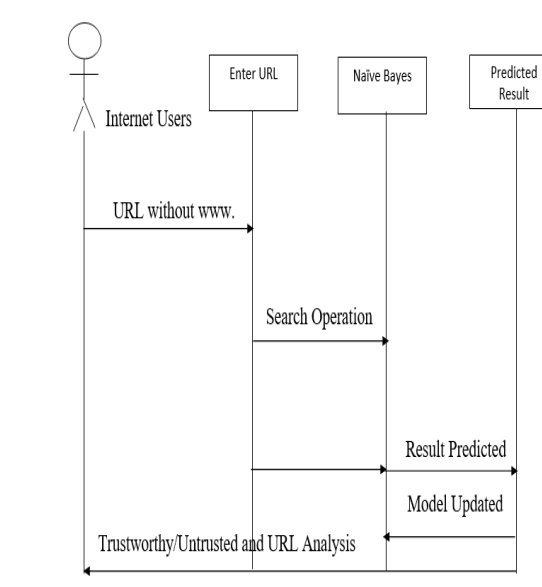 Enter URL
Naïve Bayes
Predicted
Result
Internet Users
URL without www.
Search Operation
Result Predicted
Model Updated
Trustworthy/Untrusted and URL Analysis